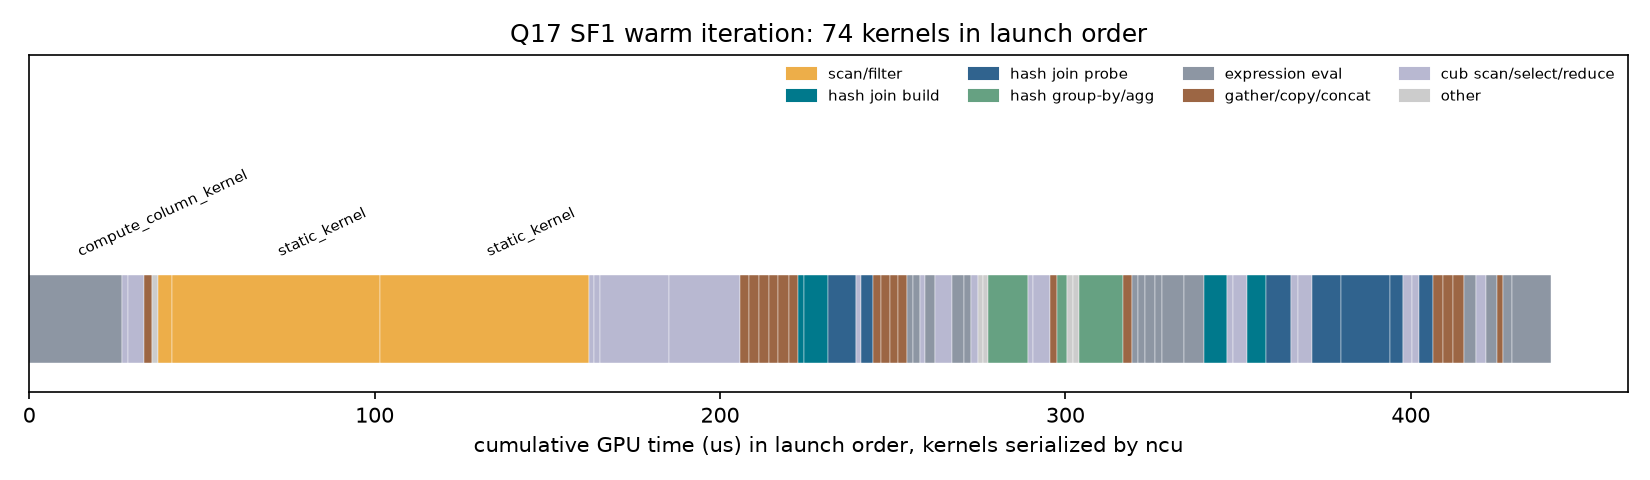 Q17 SF1 warm iteration: 74 kernels in launch order
scan/filter
hash join build
hash join probe
hash group-by/agg
expression eval
gather/copy/concat
cub scan/select/reduce
other
compute_column_kernel
static_kernel
static_kernel
0
100
200
300
400
cumulative GPU time (us) in launch order, kernels serialized by ncu